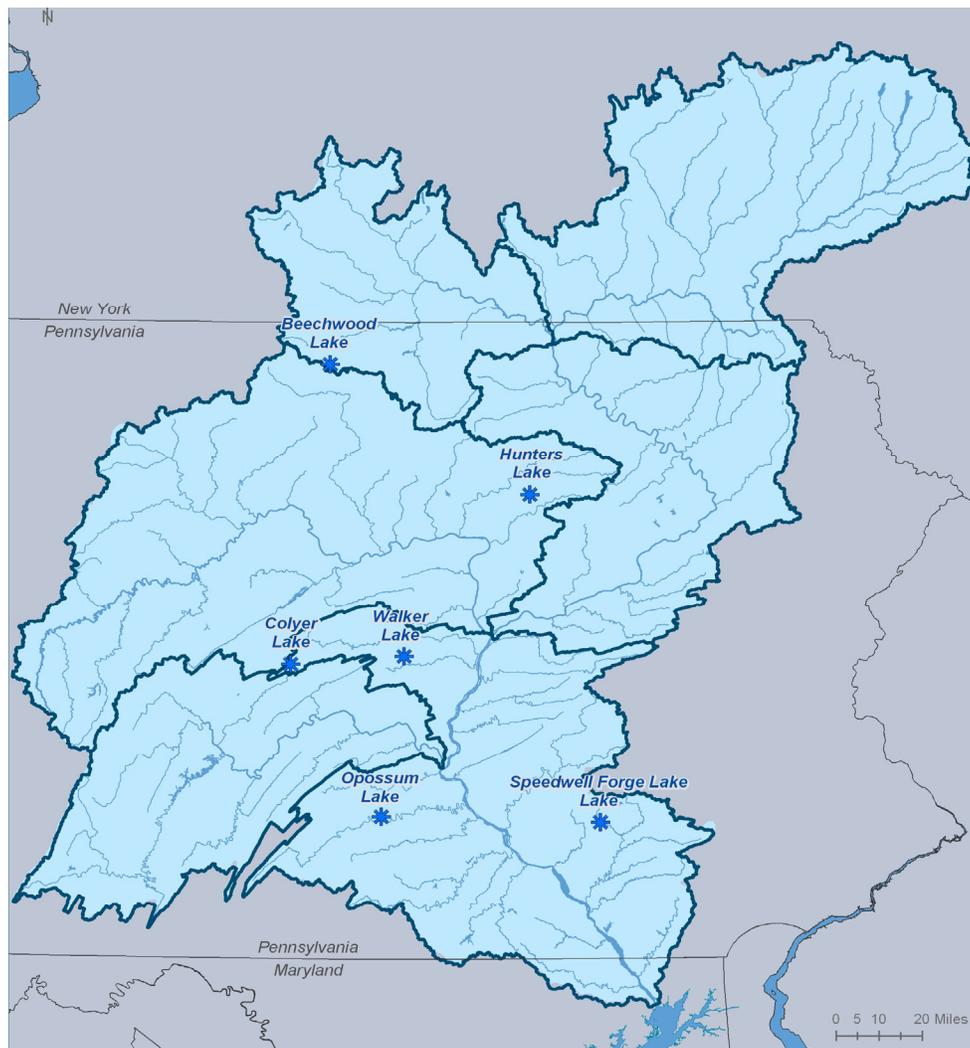 N
New York
Pennsylvania
Beechwood
Lake
Hunters
Lake
Colyer
Lake
Walker
Lake
Opossum
Lake
Speedwell Forge Lake
Lake
Pennsylvania
Maryland
0 5 10 20 Miles